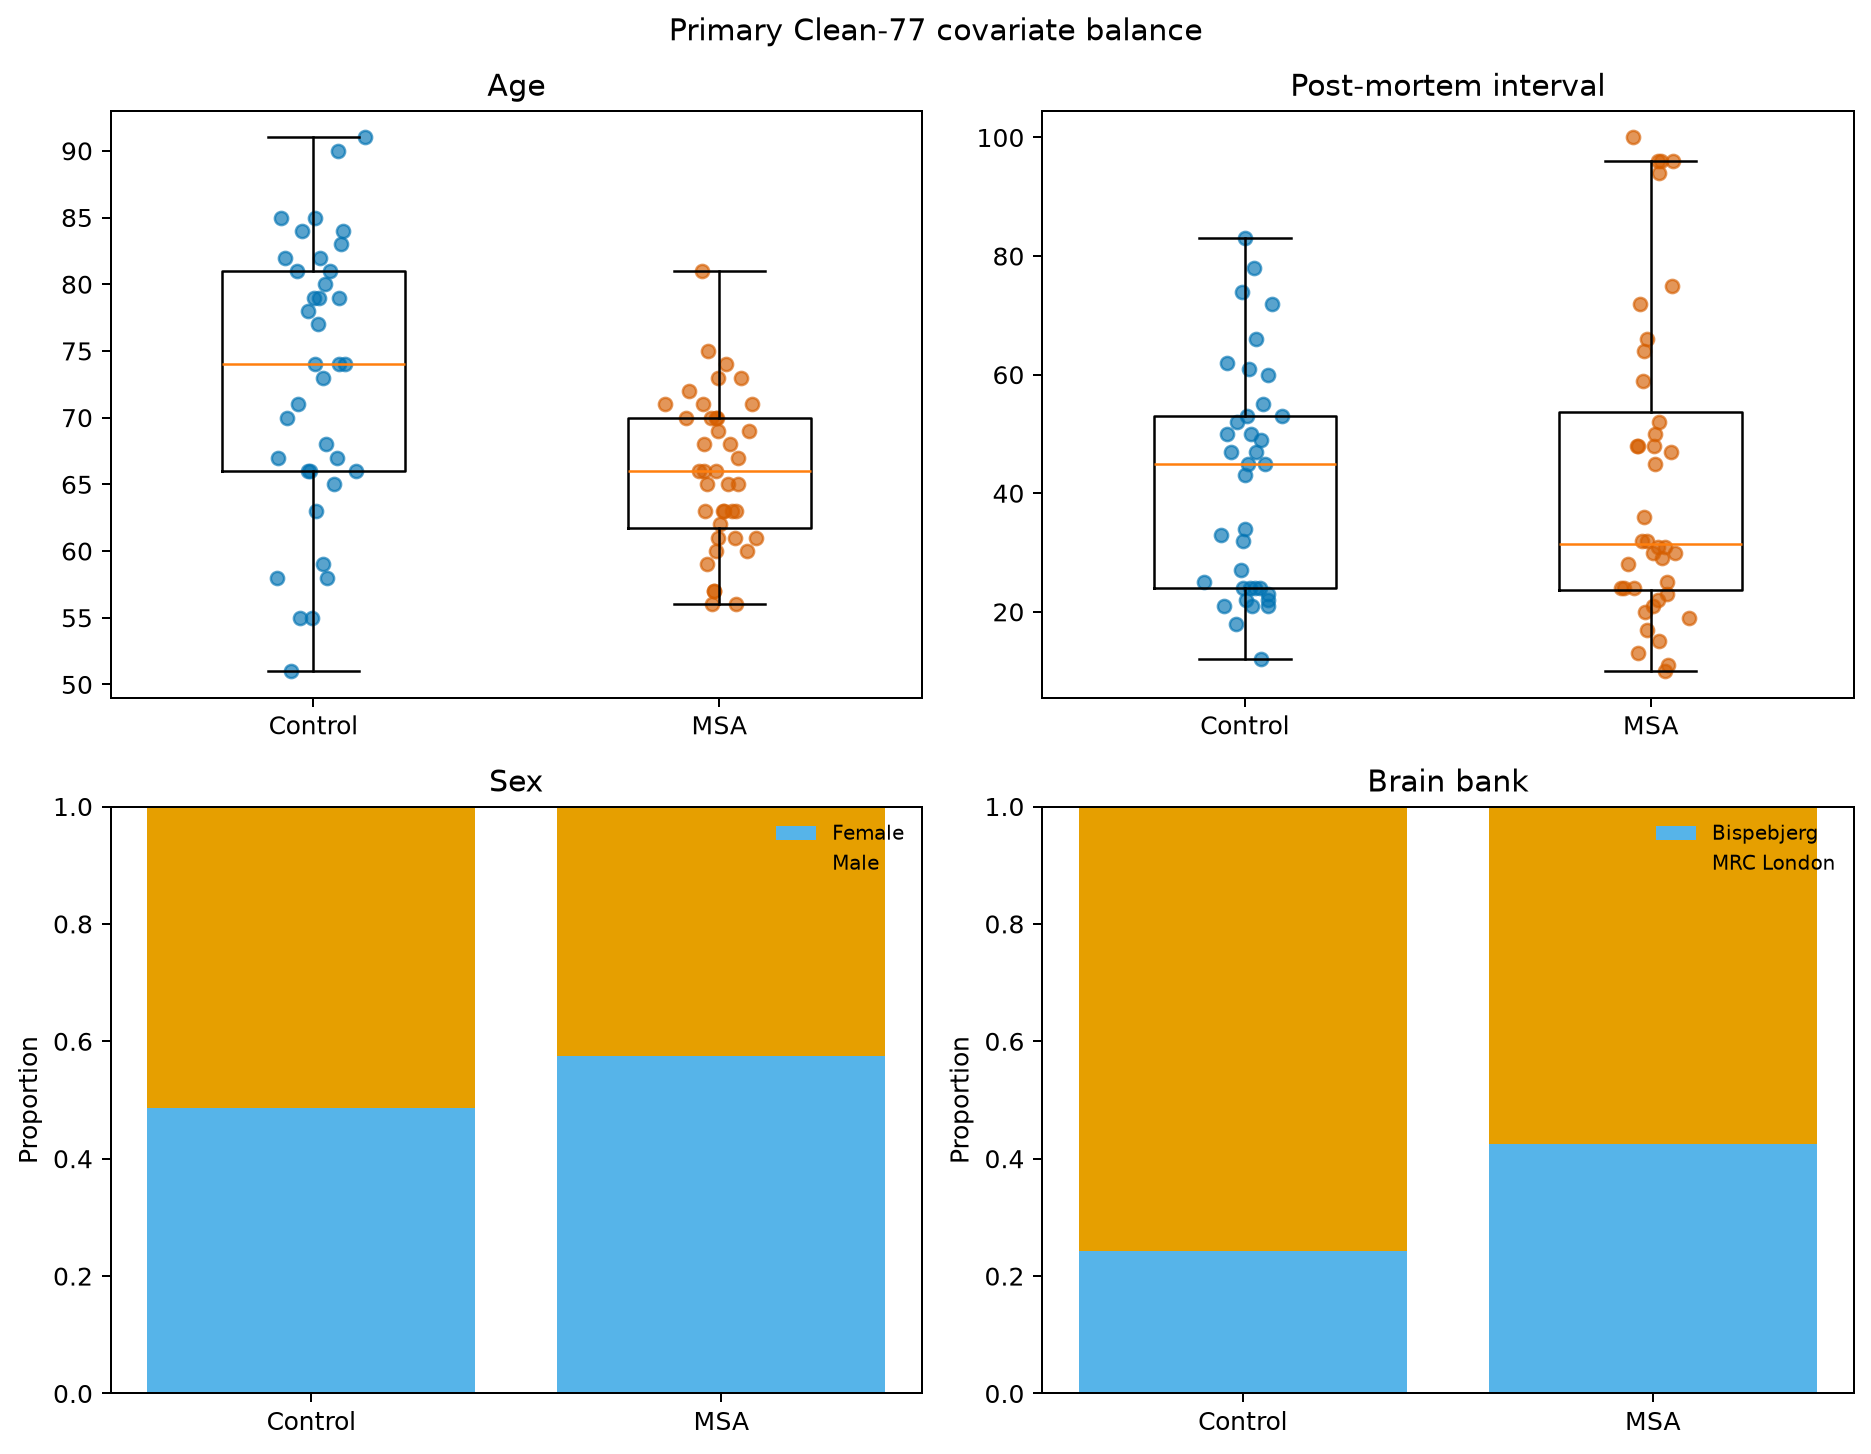 Primary Clean-77 covariate balance
Age
90
85
80
75
70
65
60
55
50
Control MSA
Post-mortem interval
100
80
60
40
20
Control MSA
Sex
Proportion
1.0
0.8
0.6
0.4
0.2
0.0
Female
Male
Control MSA
Brain bank
Proportion
1.0
0.8
0.6
0.4
0.2
0.0
Bispebjerg
MRC London
Control MSA